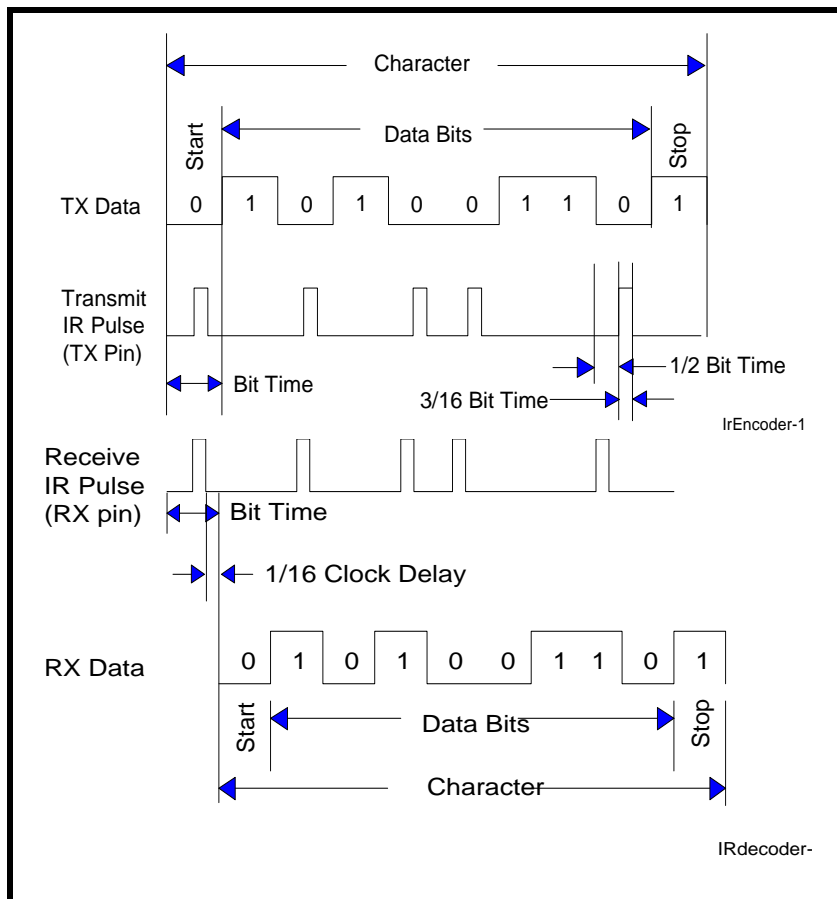 Character
Start
Data Bits
Stop
TX Data
0 1 0 1 0 0 1 1 0 1
Transmit
IR Pulse
(TX Pin)
Bit Time
1/2 Bit Time
3/16 Bit Time
IrEncoder-1
Receive
IR Pulse
(RX pin)
Bit Time
1/16 Clock Delay
RX Data
0 1 0 1 0 0 1 1 0 1
Start
Data Bits
Stop
Character
IRdecoder-